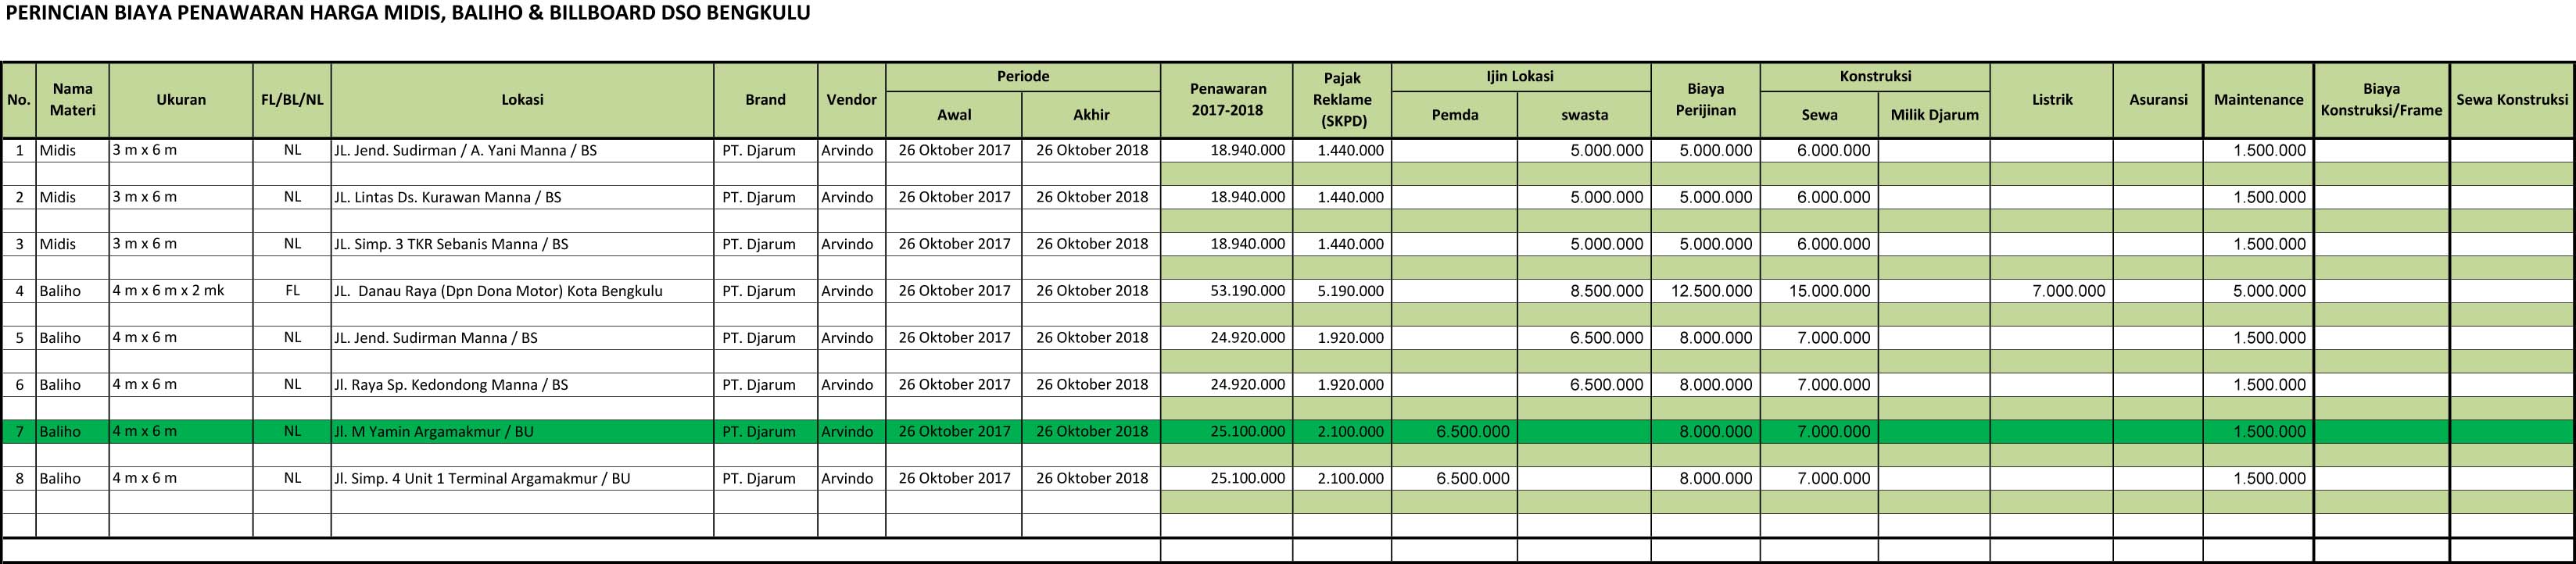 PERINCIAN BIAYA PENAWARAN HARGA MIDIS, BALIHO & BILLBOARD DSO BENGKULU
No. Nama Materi Ukuran FL/BL/NL Lokasi Brand Vendor Periode Awal Akhir Penawaran 2017-2018 Pajak Reklame (SKPD) Ijin Lokasi Pemda swasta Biaya Perijinan Konstruksi Sewa Milik Djarum Listrik Asuransi Maintenance Biaya Konstruksi/Frame Sewa Konstruksi
1 Midis 3 m x 6 m NL JL. Jend. Sudirman / A. Yani Manna / BS PT. Djarum Arvindo 26 Oktober 2017 26 Oktober 2018 18.940.000 1.440.000 5.000.000 5.000.000 6.000.000 1.500.000
2 Midis 3 m x 6 m NL JL. Lintas Ds. Kurawan Manna / BS PT. Djarum Arvindo 26 Oktober 2017 26 Oktober 2018 18.940.000 1.440.000 5.000.000 5.000.000 6.000.000 1.500.000
3 Midis 3 m x 6 m NL JL. Simp. 3 TKR Sebanis Manna / BS PT. Djarum Arvindo 26 Oktober 2017 26 Oktober 2018 18.940.000 1.440.000 5.000.000 5.000.000 6.000.000 1.500.000
4 Baliho 4 m x 6 m x 2 mk FL JL. Danau Raya (Dpn Dona Motor) Kota Bengkulu PT. Djarum Arvindo 26 Oktober 2017 26 Oktober 2018 53.190.000 5.190.000 8.500.000 12.500.000 15.000.000 7.000.000 5.000.000
5 Baliho 4 m x 6 m NL JL. Jend. Sudirman Manna / BS PT. Djarum Arvindo 26 Oktober 2017 26 Oktober 2018 24.920.000 1.920.000 6.500.000 8.000.000 7.000.000 1.500.000
6 Baliho 4 m x 6 m NL Jl. Raya Sp. Kedondong Manna / BS PT. Djarum Arvindo 26 Oktober 2017 26 Oktober 2018 24.920.000 1.920.000 6.500.000 8.000.000 7.000.000 1.500.000
7 Baliho 4 m x 6 m NL Jl. M Yamin Argamakmur / BU PT. Djarum Arvindo 26 Oktober 2017 26 Oktober 2018 25.100.000 2.100.000 6.500.000 8.000.000 7.000.000 1.500.000
8 Baliho 4 m x 6 m NL Jl. Simp. 4 Unit 1 Terminal Argamakmur / BU PT. Djarum Arvindo 26 Oktober 2017 26 Oktober 2018 25.100.000 2.100.000 6.500.000 8.000.000 7.000.000 1.500.000